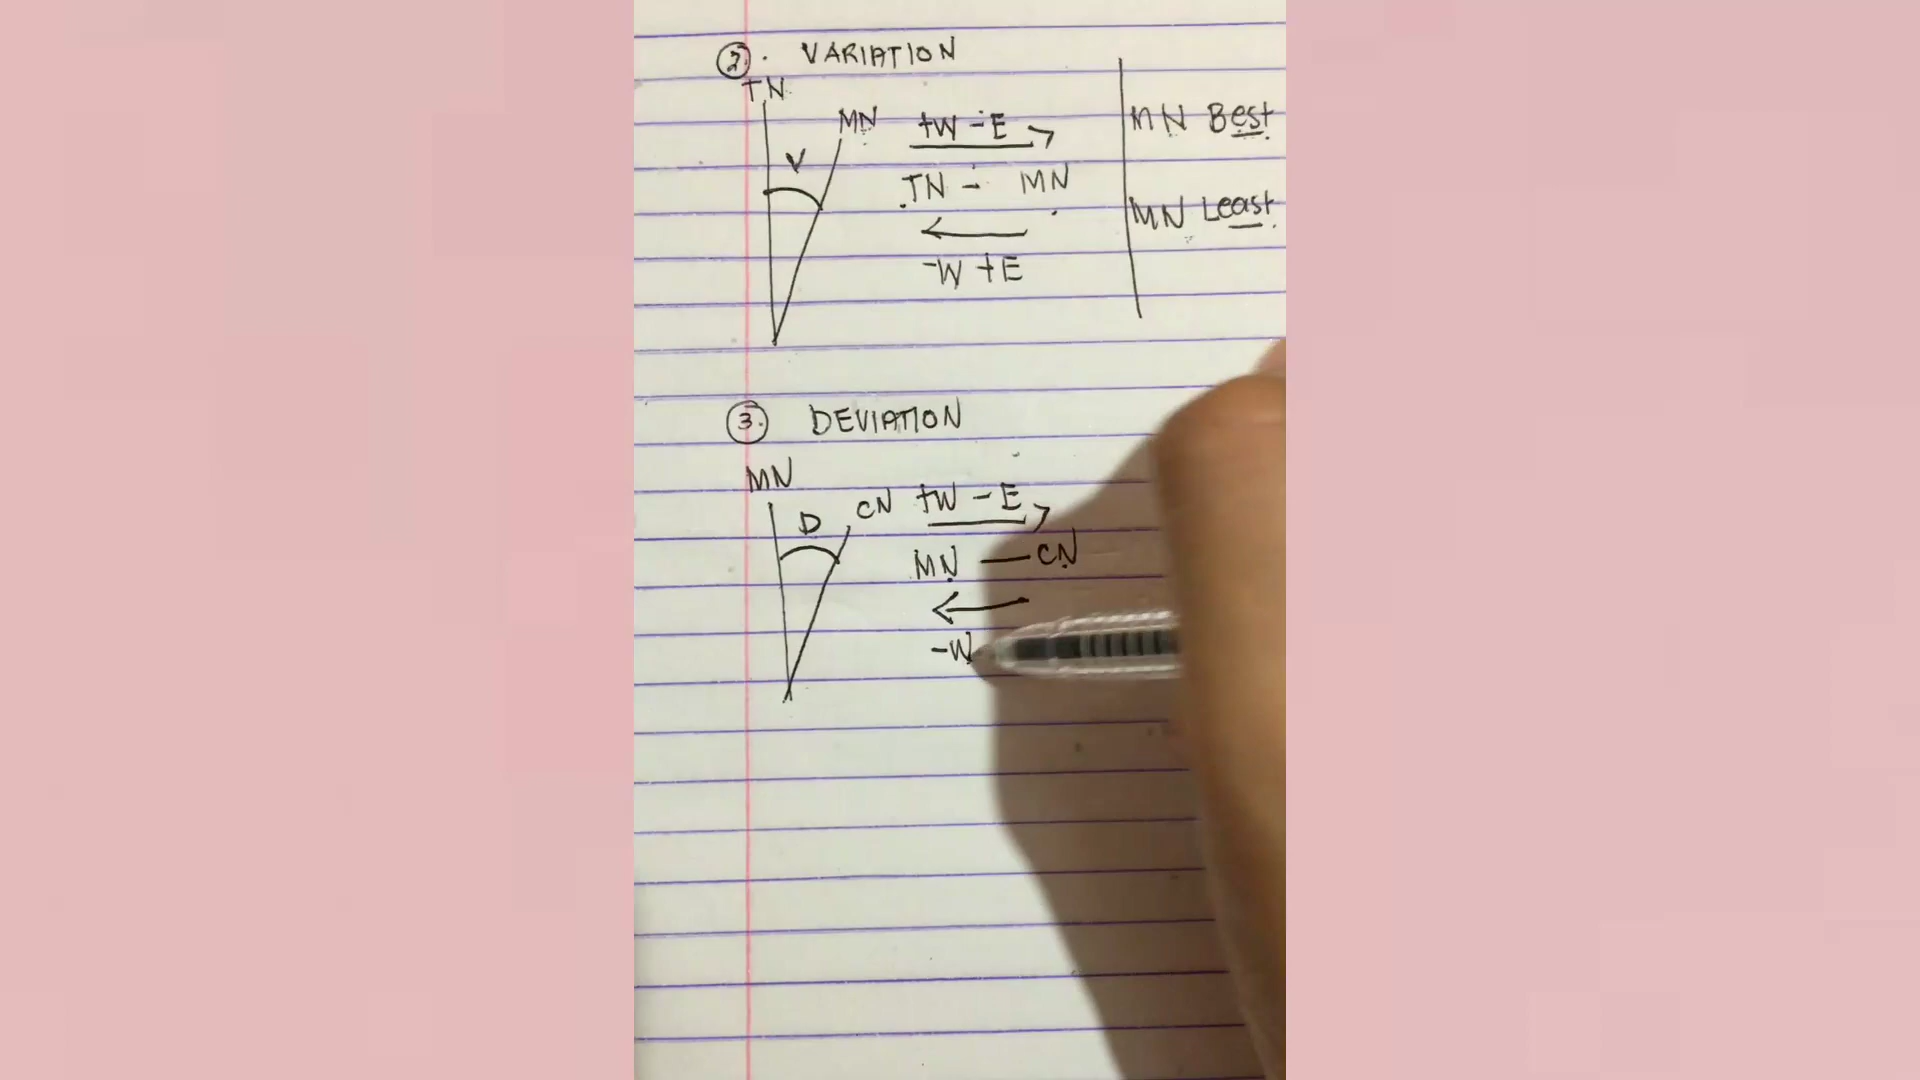 2. VARIATION
TN
MN +W -E
V
TN - MN
-W +E
MN Best
MN Least
3. DEVIATION
MN
CN +W - E
D
MN — CN
-W